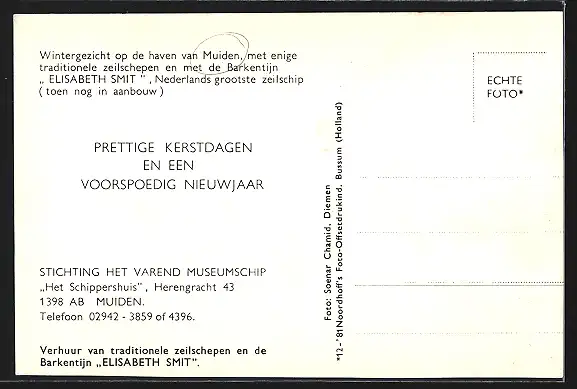 Wintergezicht op de haven van Muiden, met enige
traditionele zeilschepen en met de Barkentijn
„ ELISABETH SMIT ” , Nederlands grootste zeilschip
( toen nog in aanbouw )
PRETTIGE KERSTDAGEN
EN EEN
VOORSPOEDIG NIEUWJAAR
STICHTING HET VAREND MUSEUMSCHIP
„Het Schippershuis” , Herengracht 43
1398 AB MUIDEN.
Telefoon 02942 - 3859 of 4396.
Verhuur van traditionele zeilschepen en de
Barkentijn „ELISABETH SMIT”.
Foto: Soenar Chamid, Diemen
*12-'81 Noordhoff's Foto-Offsetdrukind. Bussum (Holland)
ECHTE
FOTO*